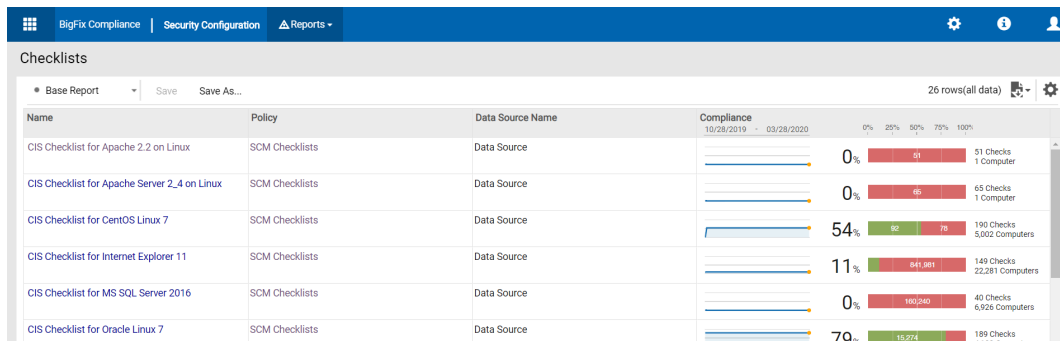 BigFix Compliance | Security Configuration Reports
Checklists
Base Report Save Save As... 26 rows(all data)
Name Policy Data Source Name Compliance
10/28/2019 - 03/28/2020 0% 25% 50% 75% 100%
CIS Checklist for Apache 2.2 on Linux SCM Checklists Data Source 0% 51 51 Checks
1 Computer
CIS Checklist for Apache Server 2_4 on Linux SCM Checklists Data Source 0% 65 65 Checks
1 Computer
CIS Checklist for CentOS Linux 7 SCM Checklists Data Source 54% 92 78 190 Checks
5,002 Computers
CIS Checklist for Internet Explorer 11 SCM Checklists Data Source 11% 841,981 149 Checks
22,281 Computers
CIS Checklist for MS SQL Server 2016 SCM Checklists Data Source 0% 160,240 40 Checks
6,926 Computers
CIS Checklist for Oracle Linux 7 SCM Checklists Data Source 79% 15,274 189 Checks